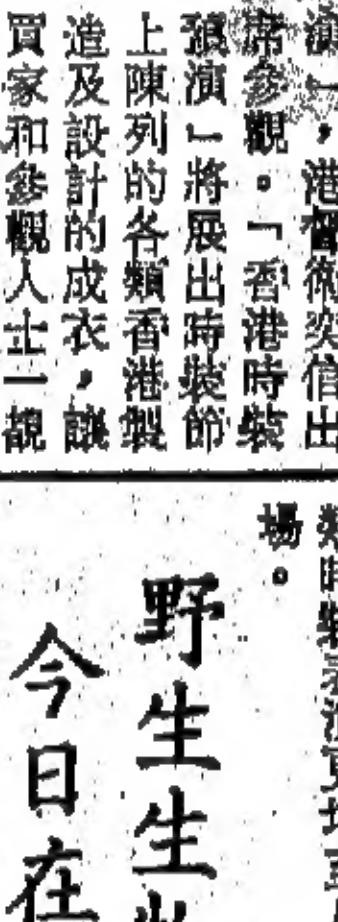 演」，港督衛奕信出
席參觀。「香港時裝
預演」將展出時裝節
上陳列的各類香港製
造及設計的成衣，讓
買家和參觀人士一覩
場。
野生生
今日在